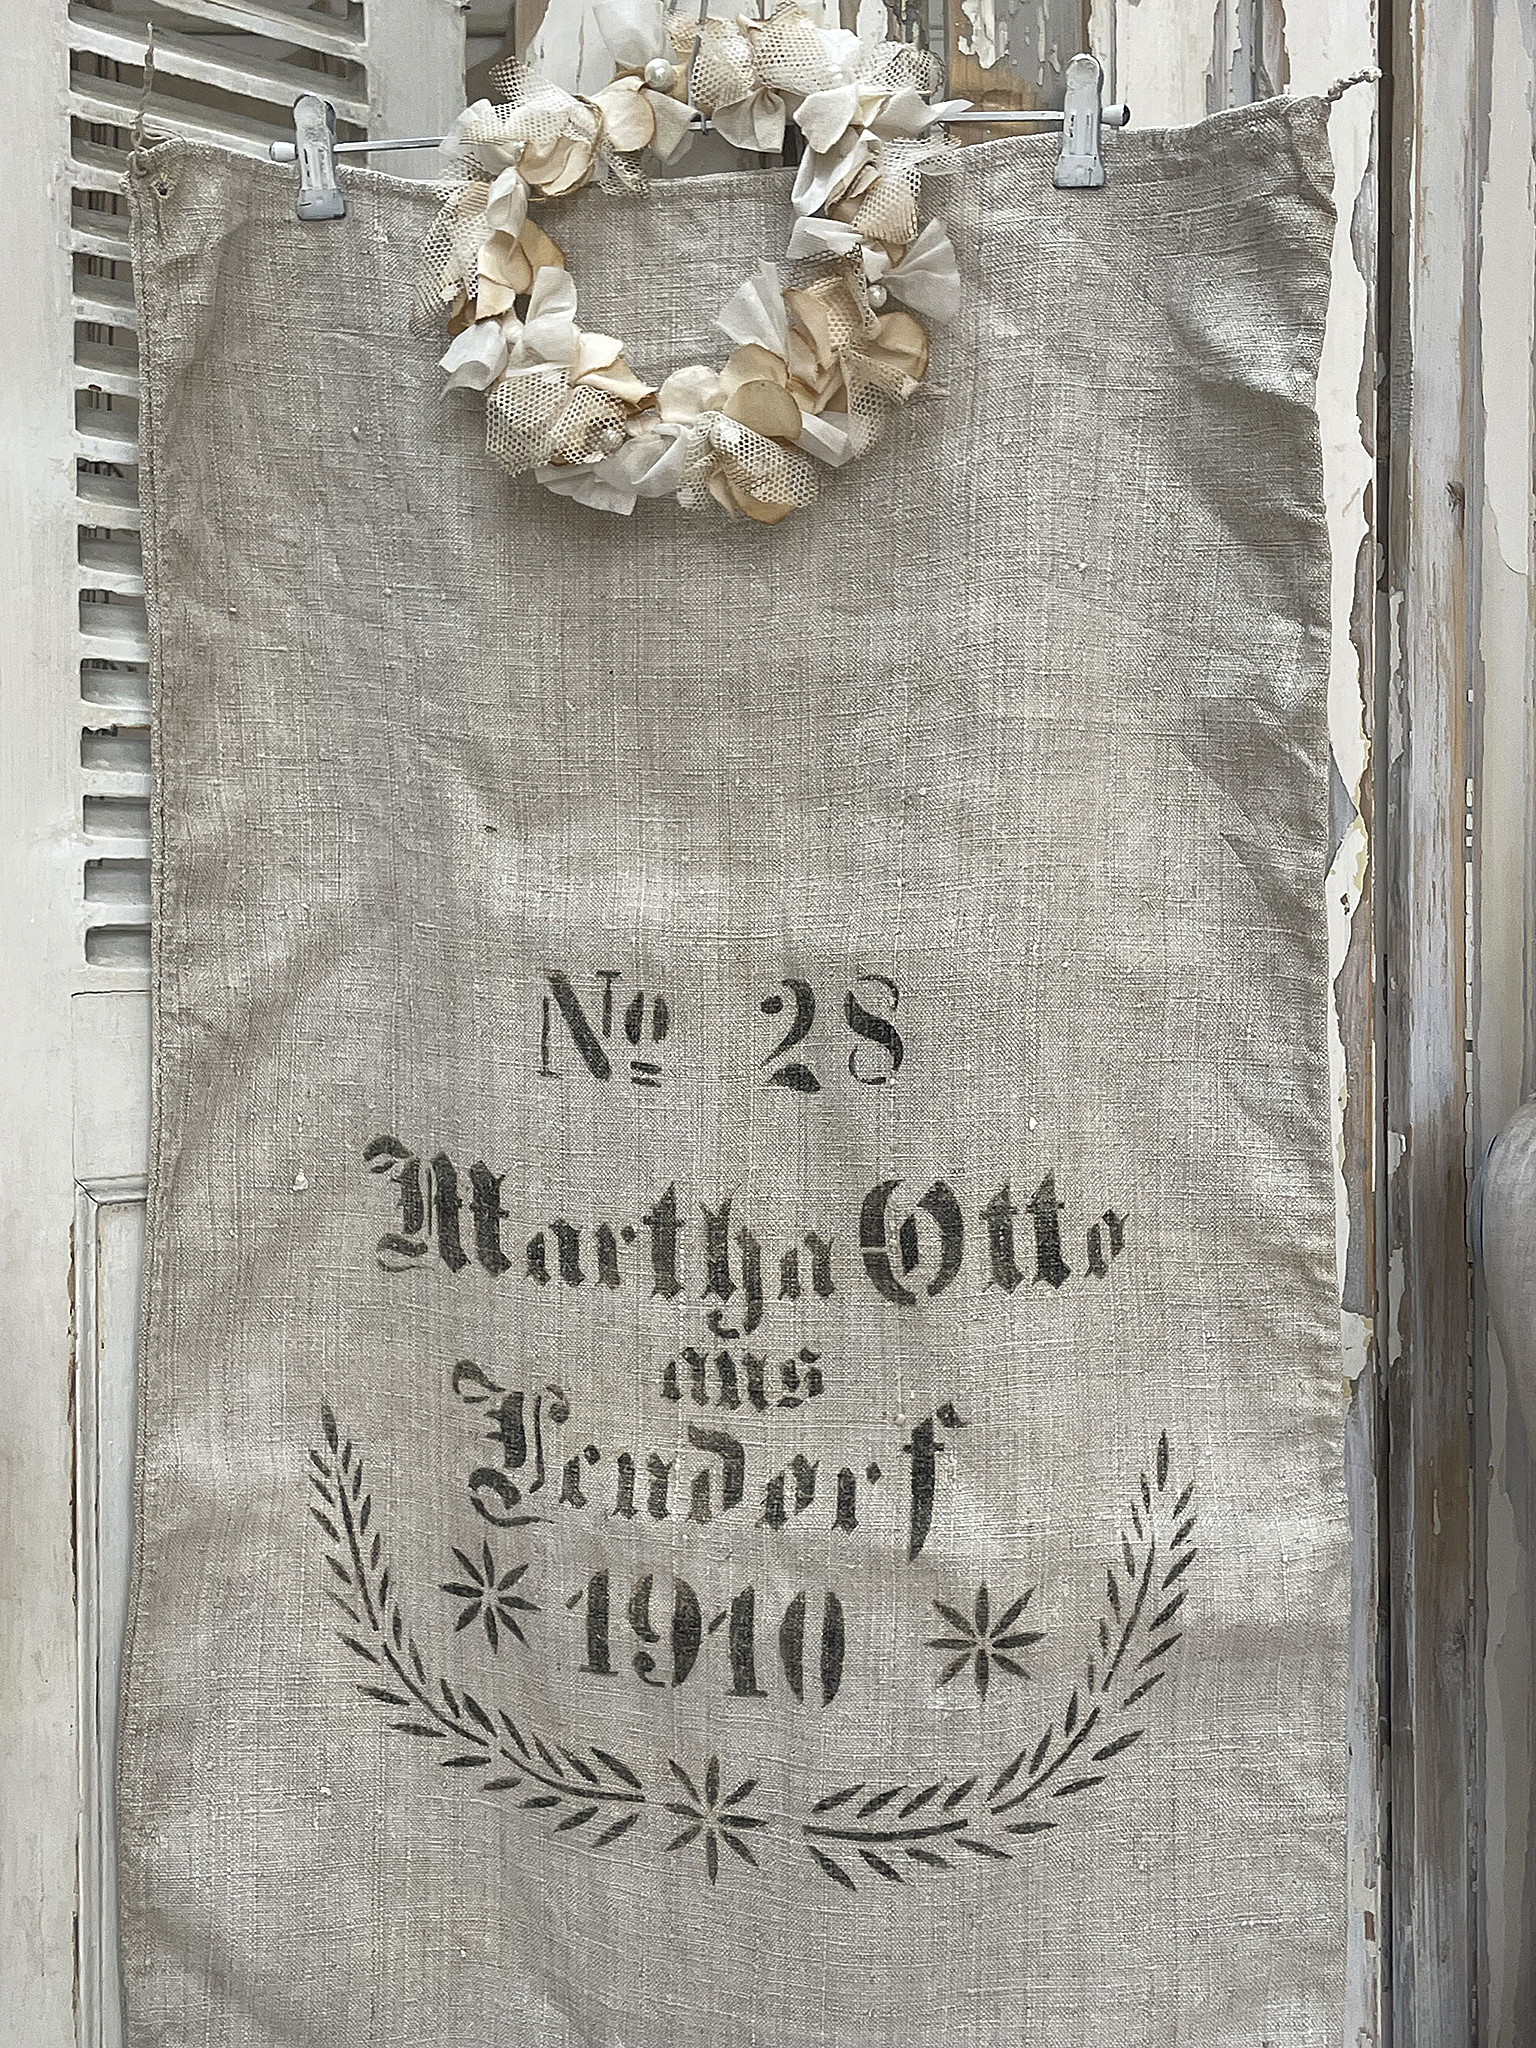 No 28
Martha Otto
aus
Lendorf
1910